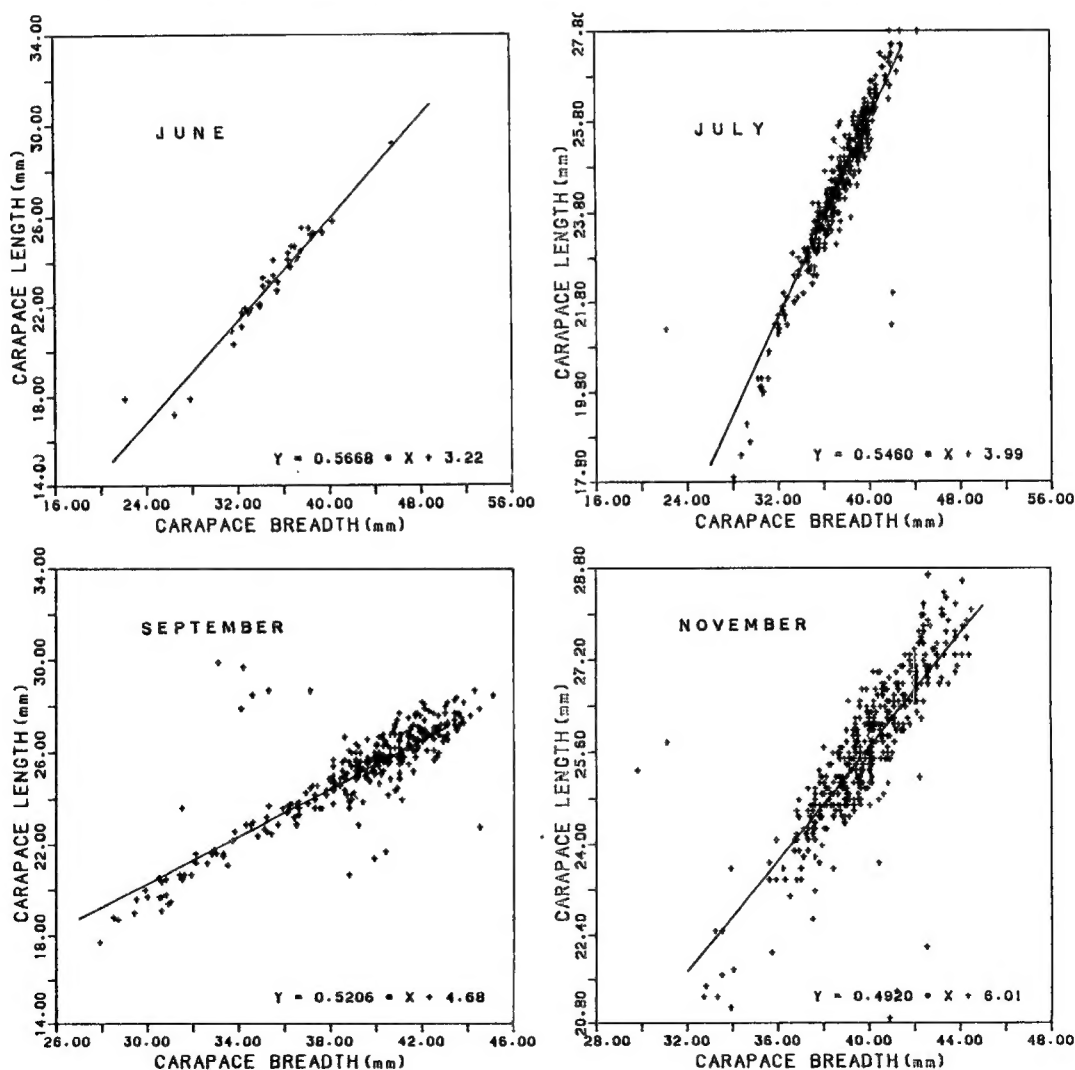 34.00
30.00
26.00
22.00
18.00
14.00
CARAPACE LENGTH(mm)
JUNE
Y = 0.5668 * X + 3.22
16.00 24.00 32.00 40.00 48.00 56.00
CARAPACE BREADTH(mm)
27.80
25.80
23.80
21.80
19.80
17.80
CARAPACE LENGTH(mm)
JULY
Y = 0.5460 * X + 3.99
16.00 24.00 32.00 40.00 48.00 56.00
CARAPACE BREADTH(mm)
34.00
30.00
26.00
22.00
18.00
14.00
CARAPACE LENGTH(mm)
SEPTEMBER
Y = 0.5206 * X + 4.68
26.00 30.00 34.00 38.00 42.00 46.00
CARAPACE BREADTH(mm)
28.80
27.20
25.60
24.00
22.40
20.80
CARAPACE LENGTH(mm)
NOVEMBER
Y = 0.4920 * X + 6.01
28.00 32.00 36.00 40.00 44.00 48.00
CARAPACE BREADTH(mm)